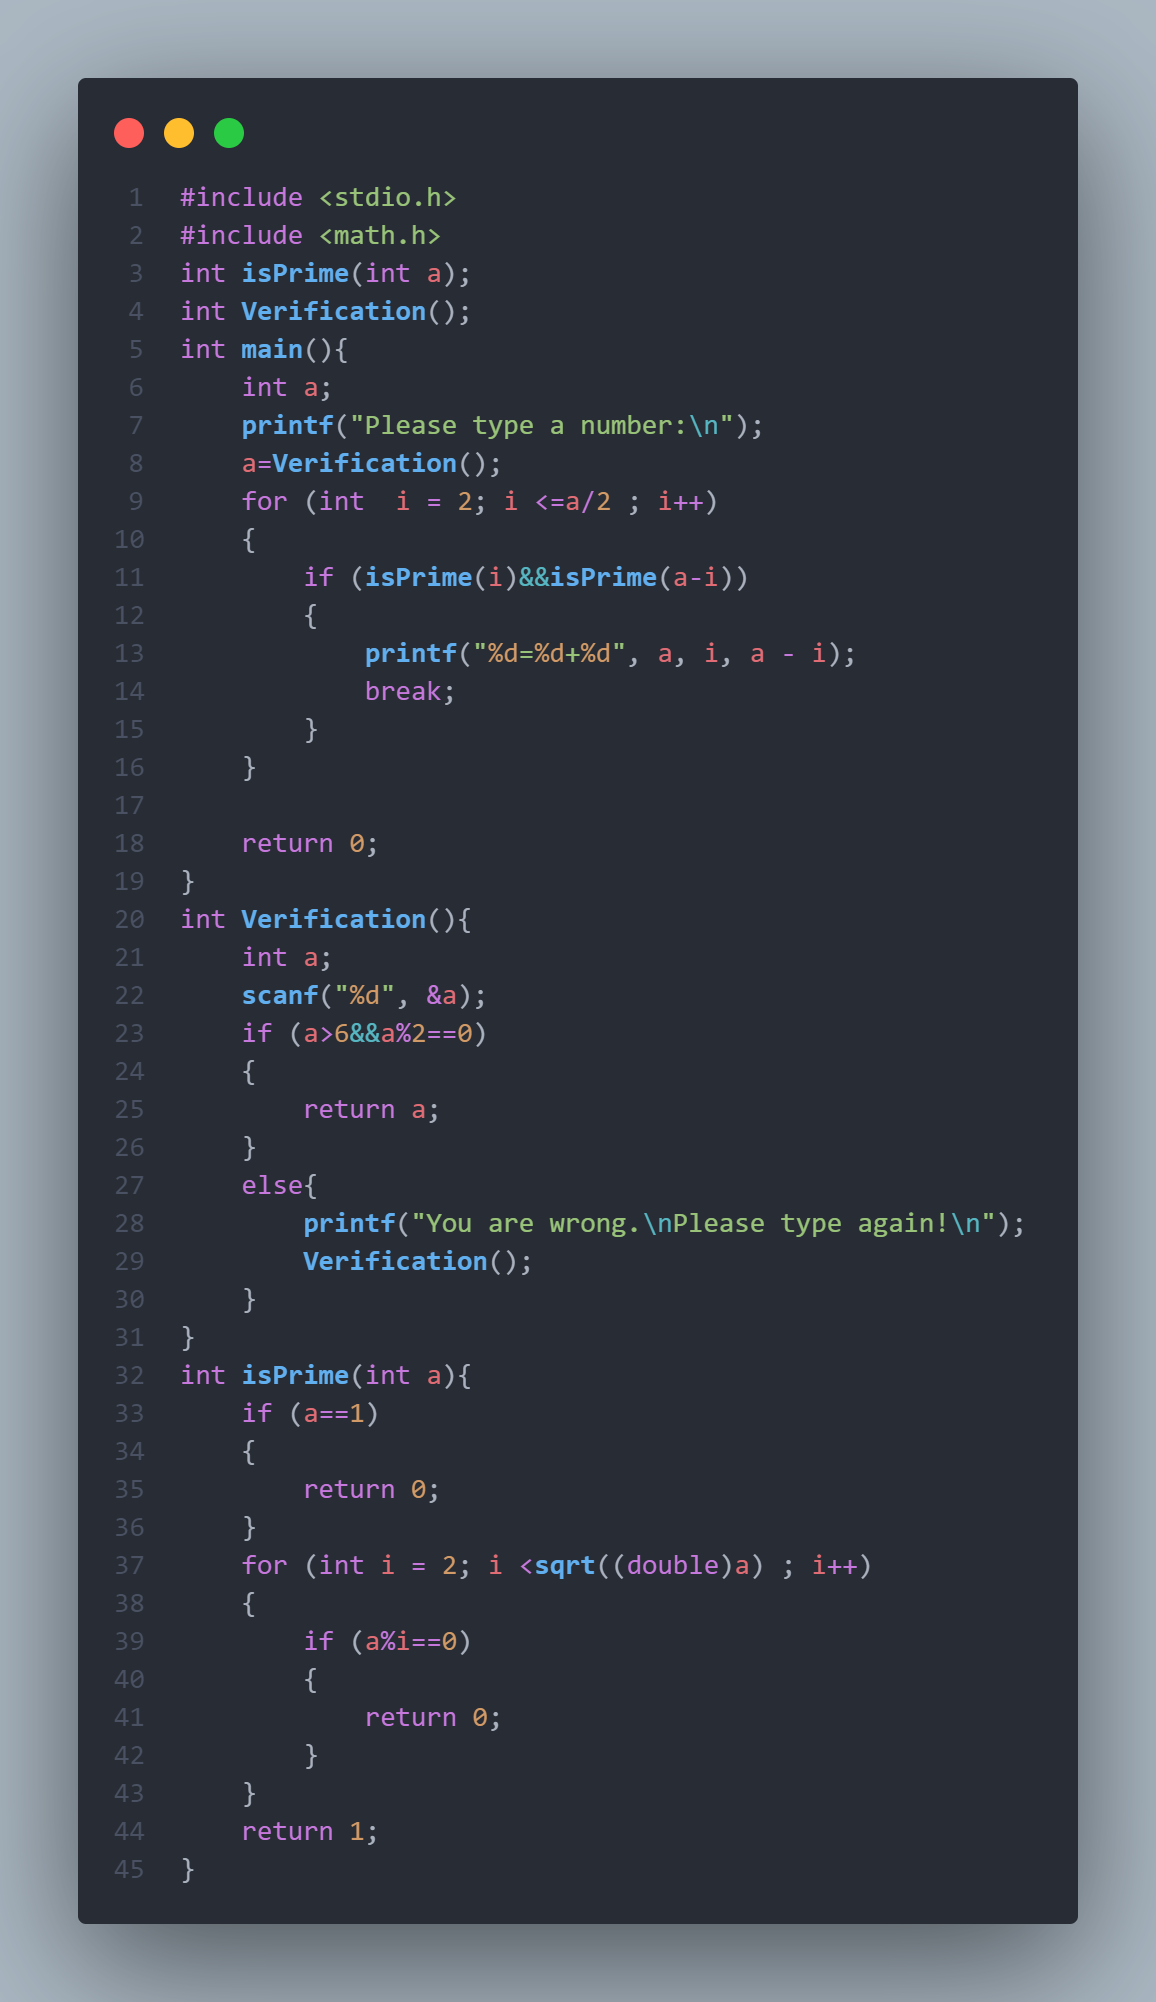 1 #include <stdio.h>
2 #include <math.h>
3 int isPrime(int a);
4 int Verification();
5 int main(){
6     int a;
7     printf("Please type a number:\n");
8     a=Verification();
9     for (int  i = 2; i <=a/2 ; i++)
10     {
11         if (isPrime(i)&&isPrime(a-i))
12         {
13             printf("%d=%d+%d", a, i, a - i);
14             break;
15         }
16     }
17
18     return 0;
19 }
20 int Verification(){
21     int a;
22     scanf("%d", &a);
23     if (a>6&&a%2==0)
24     {
25         return a;
26     }
27     else{
28         printf("You are wrong.\nPlease type again!\n");
29         Verification();
30     }
31 }
32 int isPrime(int a){
33     if (a==1)
34     {
35         return 0;
36     }
37     for (int i = 2; i <sqrt((double)a) ; i++)
38     {
39         if (a%i==0)
40         {
41             return 0;
42         }
43     }
44     return 1;
45 }